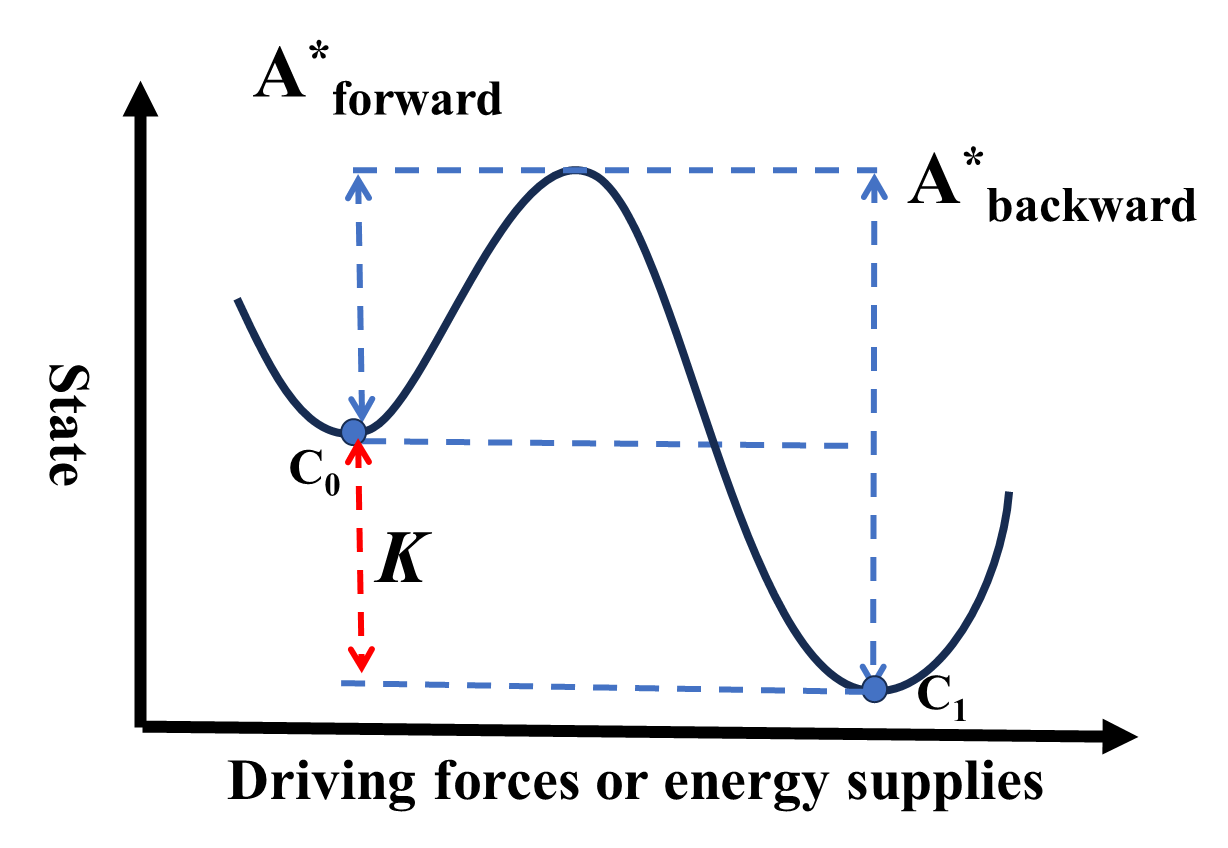 A*forward
A*backward
State
C0
K
C1
Driving forces or energy supplies